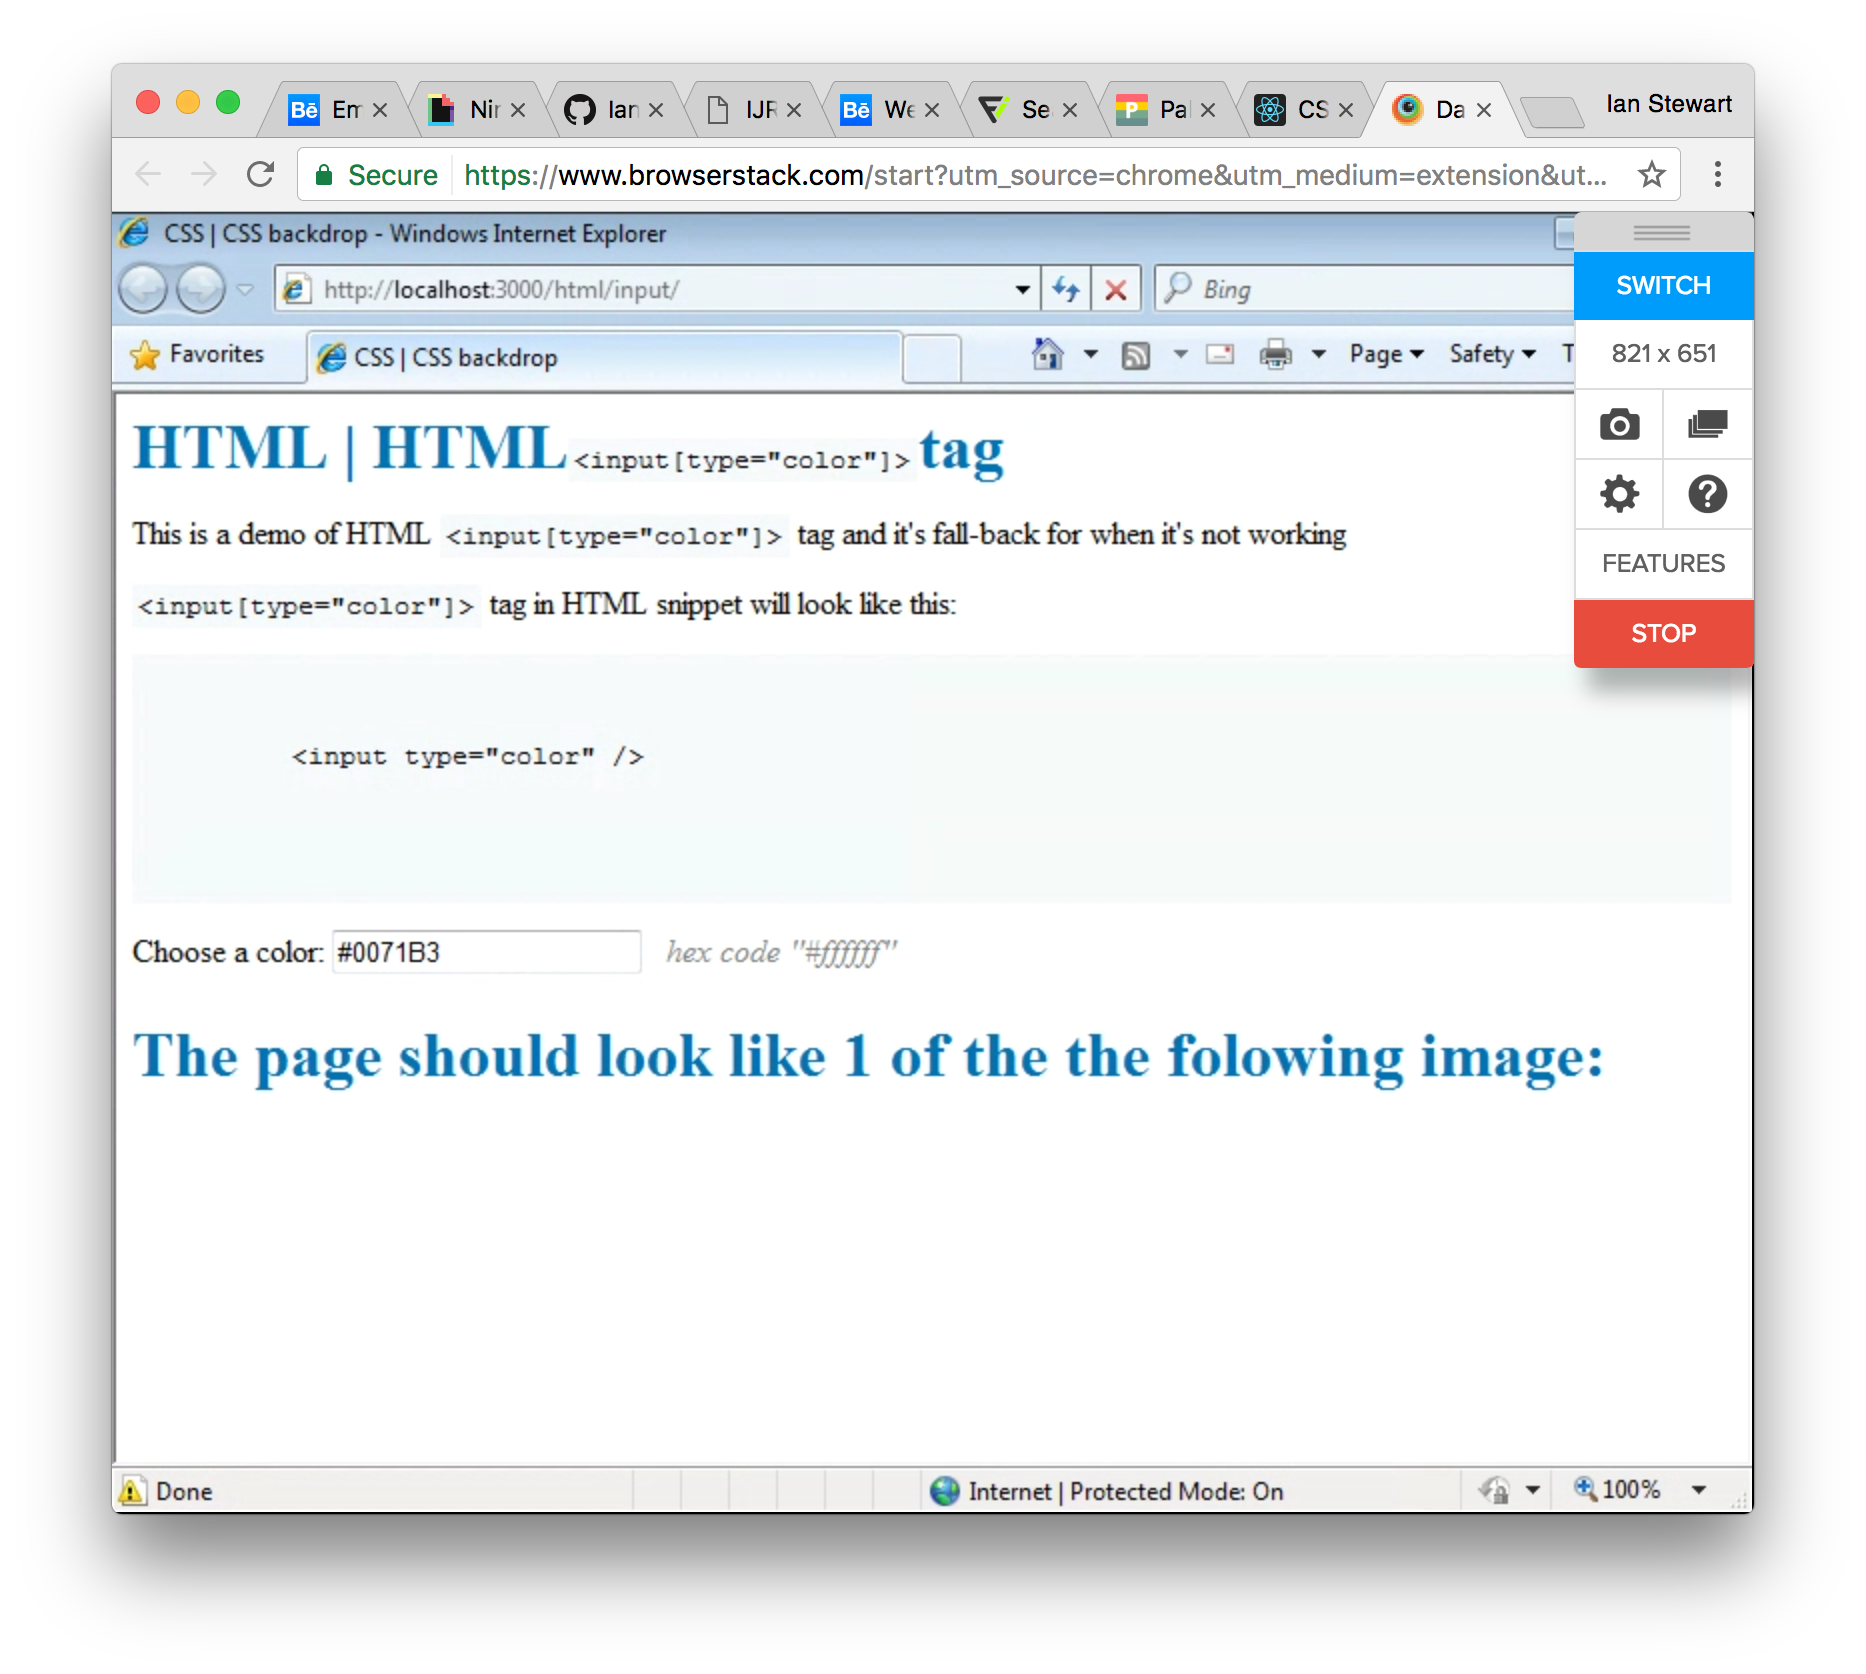 Bē Em Nir Ian IJR Bē We Se P Pal CS Da Ian Stewart
Secure https://www.browserstack.com/start?utm_source=chrome&utm_medium=extension&ut...
CSS | CSS backdrop - Windows Internet Explorer
http://localhost:3000/html/input/ Bing
SWITCH
Favorites CSS | CSS backdrop Page Safety T
821 x 651
HTML | HTML <input[type="color"]> tag
This is a demo of HTML <input[type="color"]> tag and it's fall-back for when it's not working
FEATURES
<input[type="color"]> tag in HTML snippet will look like this:
STOP
<input type="color" />
Choose a color: #0071B3 hex code "#ffffff"
The page should look like 1 of the the folowing image:
Done Internet | Protected Mode: On 100%